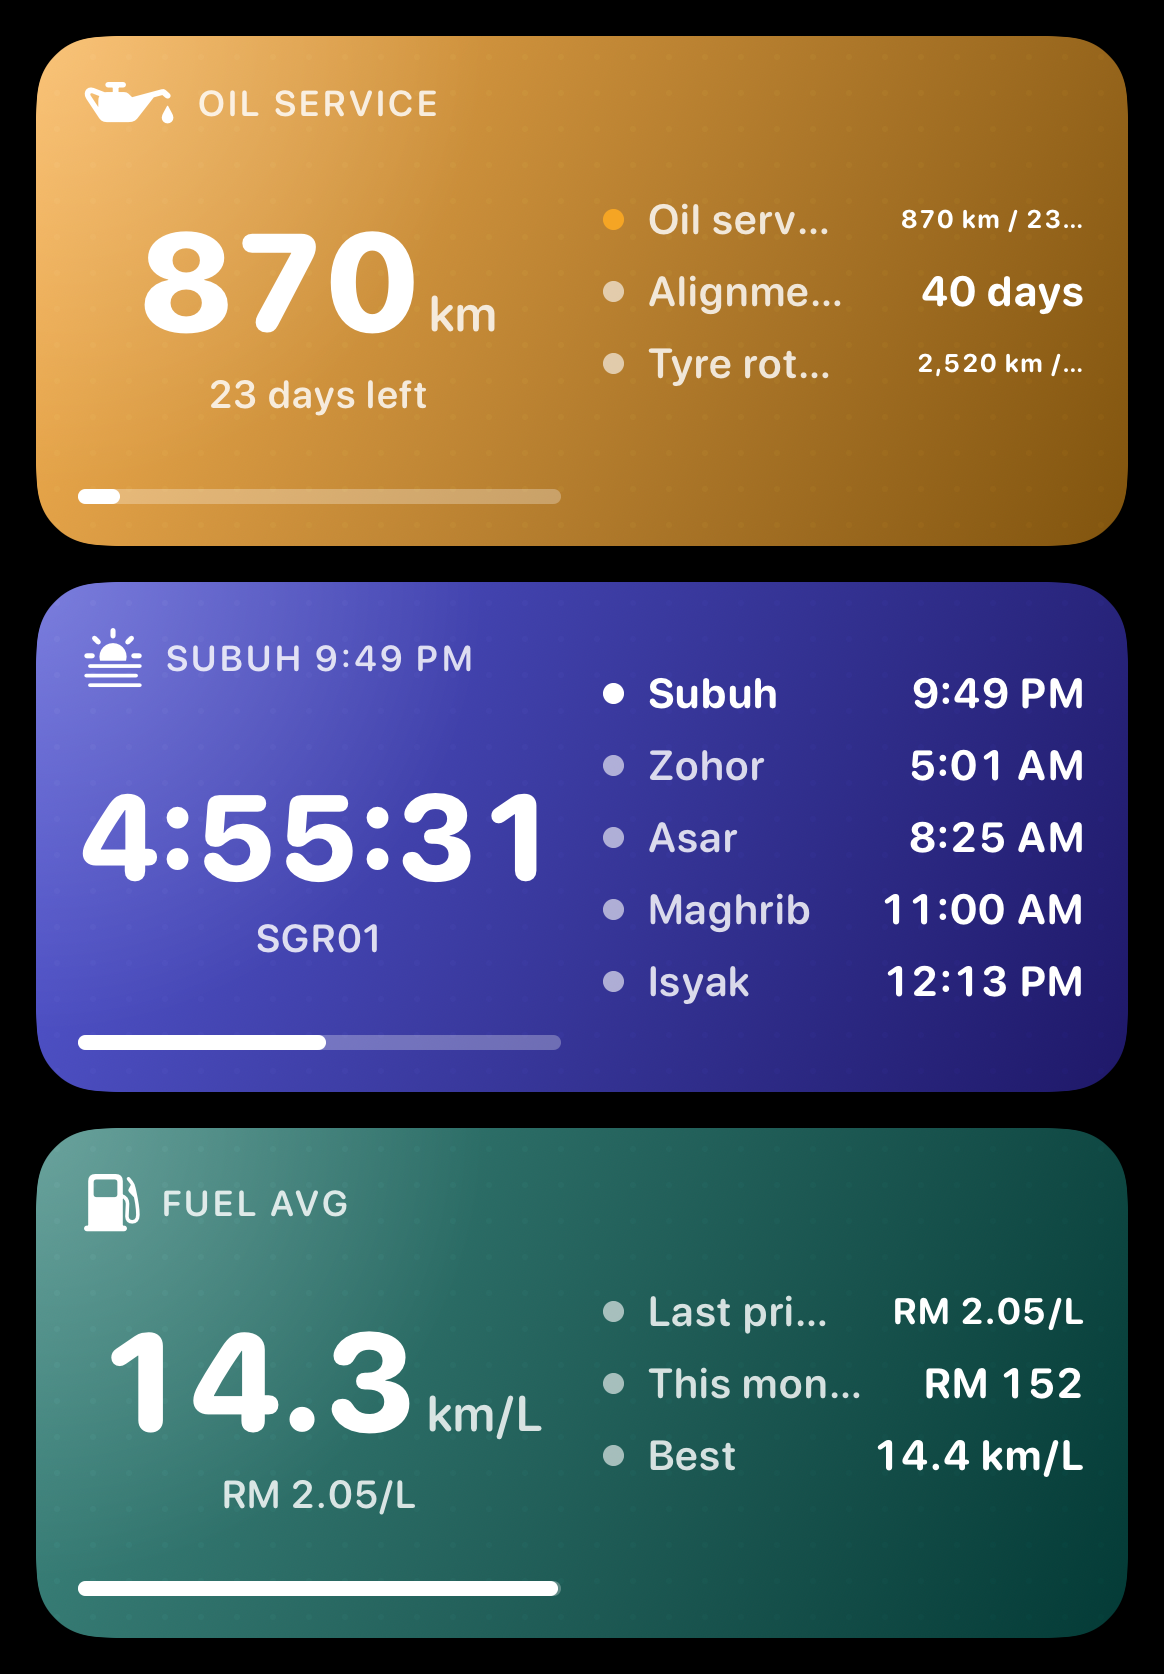 OIL SERVICE
870 km
23 days left
Oil serv... 870 km / 23...
Alignme... 40 days
Tyre rot... 2,520 km /...
SUBUH 9:49 PM
4:55:31
SGR01
Subuh 9:49 PM
Zohor 5:01 AM
Asar 8:25 AM
Maghrib 11:00 AM
Isyak 12:13 PM
FUEL AVG
14.3 km/L
RM 2.05/L
Last pri... RM 2.05/L
This mon... RM 152
Best 14.4 km/L